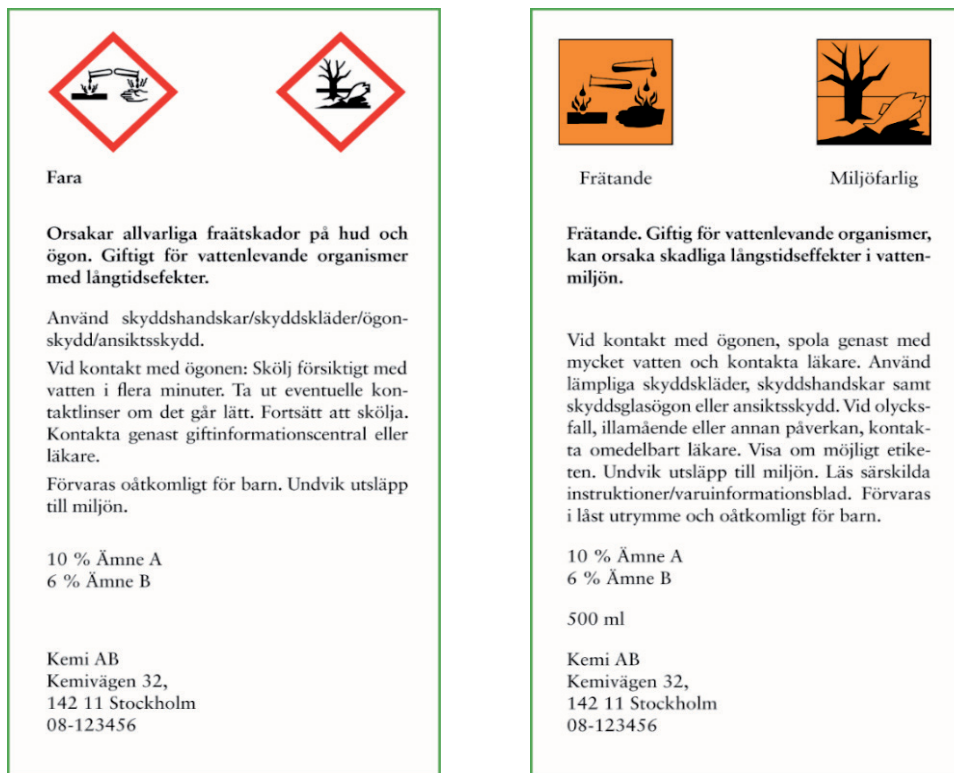 Fara
Orsakar allvarliga fraätskador på hud och
ögon. Giftigt för vattenlevande organismer
med långtidsefekter.
Använd skyddshandskar/skyddskläder/ögon-
skydd/ansiktsskydd.
Vid kontakt med ögonen: Skölj försiktigt med
vatten i flera minuter. Ta ut eventuelle kon-
taktlinser om det går lätt. Fortsätt att skölja.
Kontakta genast giftinformationscentral eller
läkare.
Förvaras oåtkomligt för barn. Undvik utsläpp
till miljön.
10 % Ämne A
6 % Ämne B
Kemi AB
Kemivägen 32,
142 11 Stockholm
08-123456
Frätande
Miljöfarlig
Frätande. Giftig för vattenlevande organismer,
kan orsaka skadliga långstidseffekter i vatten-
miljön.
Vid kontakt med ögonen, spola genast med
mycket vatten och kontakta läkare. Använd
lämpliga skyddskläder, skyddshandskar samt
skyddsglasögon eller ansiktsskydd. Vid olycks-
fall, illamående eller annan påverkan, kontak-
ta omedelbart läkare. Visa om möjligt etike-
ten. Undvik utsläpp till miljön. Läs särskilda
instruktioner/varuinformationsblad. Förvaras
i låst utrymme och oåtkomligt för barn.
10 % Ämne A
6 % Ämne B
500 ml
Kemi AB
Kemivägen 32,
142 11 Stockholm
08-123456